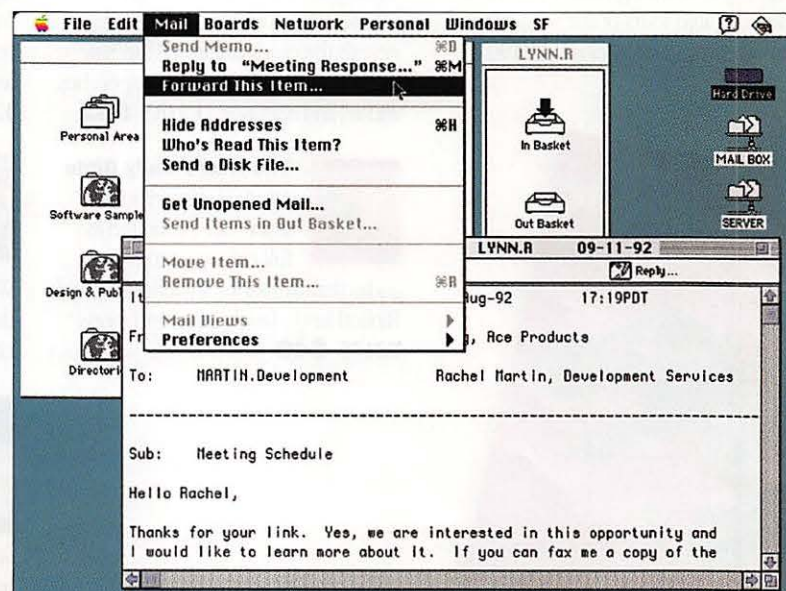 File Edit Mail Boards Network Personal Windows SF
Send Memo... ⌘D
Reply to "Meeting Response..." ⌘M
Forward This Item...
Hide Addresses ⌘H
Who's Read This Item?
Send a Disk File...
Get Unopened Mail...
Send Items in Out Basket...
Move Item...
Remove This Item... ⌘R
Mail Views
Preferences
Personal Area
Software Sample
Design & Publ
Directori
LYNN.R
In Basket
Out Basket
Hard Drive
MAIL BOX
SERVER
LYNN.R 09-11-92
Reply...
It ug-92 17:19PDT
Fr g, Ace Products
To: MARTIN.Development Rachel Martin, Development Services
Sub: Meeting Schedule
Hello Rachel,
Thanks for your link. Yes, we are interested in this opportunity and
I would like to learn more about it. If you can fax me a copy of the